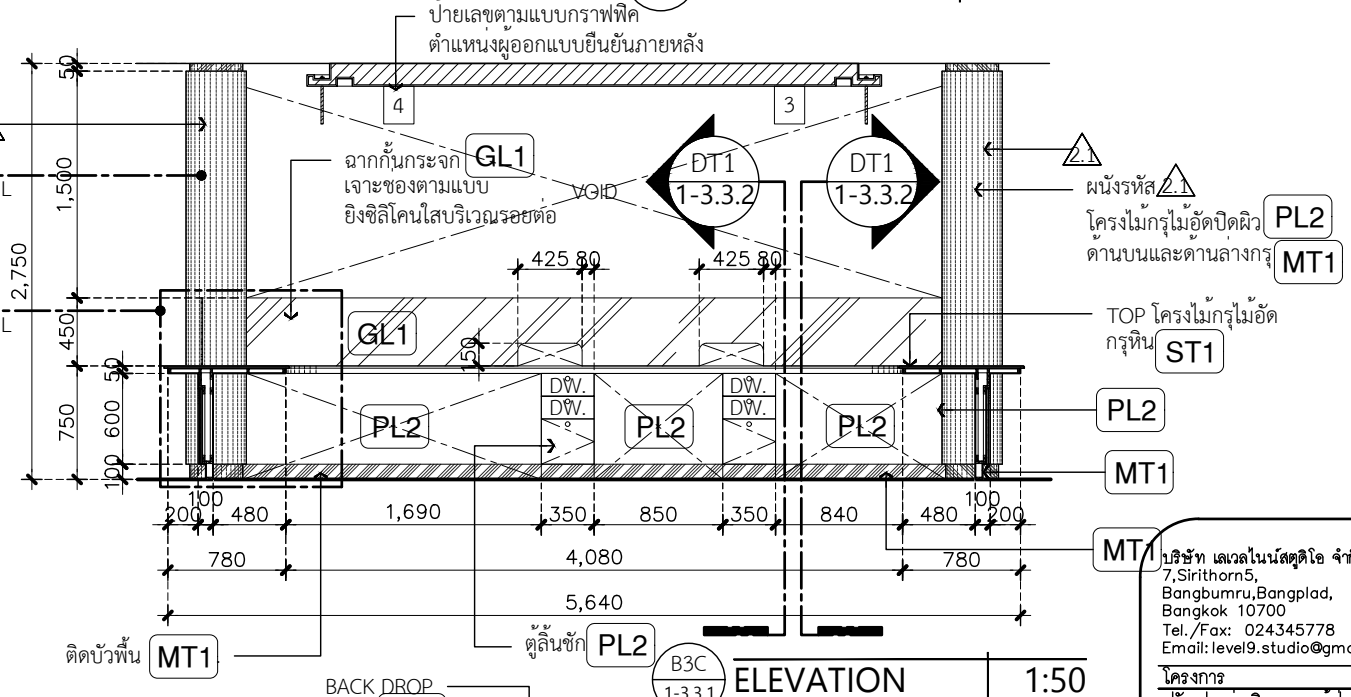 ป้ายเลขตามแบบกราฟฟิค
ตำแหน่งผู้ออกแบบยืนยันภายหลัง
50
4
3
ฉากกั้นกระจก GL1
เจาะช่องตามแบบ
ยิงซิลิโคนใสบริเวณรอยต่อ
VOID
DT1
1-3.3.2
DT1
1-3.3.2
2.1
ผนังรหัส 2.1
โครงไม้กรุไม้อัดปิดผิว PL2
ด้านบนและด้านล่างกรุ MT1
1,500
2,750
L
L
425 80
425 80
450
GL1
150
TOP โครงไม้กรุไม้อัด
กรุหิน ST1
50
750
600
100
DW.
DW.
DW.
DW.
PL2
PL2
PL2
PL2
MT1
100
200
480
1,690
350
850
350
840
480
100
200
780
4,080
780
MT1
5,640
ติดบัวพื้น MT1
ตู้ลิ้นชัก PL2
B3C
1-3.3.1
ELEVATION
1:50
BACK DROP
บริษัท เลเวลไนน์สตูดิโอ
7,Sirithorn5,
Bangbumru,Bangplad,
Bangkok 10700
Tel./Fax: 024345778
Email:level9.studio@gma
โครงการ